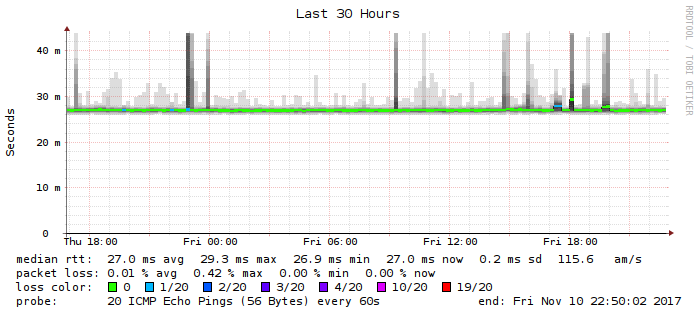 Last 30 Hours
RRDTOOL / TOBI OETIKER
Seconds
40 m
30 m
20 m
10 m
0
Thu 18:00 Fri 00:00 Fri 06:00 Fri 12:00 Fri 18:00
median rtt: 27.0 ms avg 29.3 ms max 26.9 ms min 27.0 ms now 0.2 ms sd 115.6 am/s
packet loss: 0.01 % avg 0.42 % max 0.00 % min 0.00 % now
loss color: 0 1/20 2/20 3/20 4/20 10/20 19/20
probe: 20 ICMP Echo Pings (56 Bytes) every 60s end: Fri Nov 10 22:50:02 2017